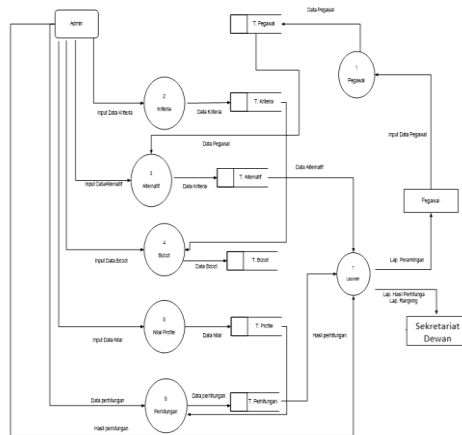 Data Pegawai
Admin
T. Pegawai
1
Pegawai
2
Kriteria
Input Data Kriteria
Data Kriteria
T. Kriteria
Input Data Pegawai
Data Pegawai
3
Alternatif
Input DataAlternatif
Data Kriteria
T. Alternatif
Data Alternatif
Pegawai
4
Bobot
Input Data Bobot
Data Bobot
T. Bobot
7
Laporan
Lap. Perankingan
Lap. Hasil Perhitunga
Lap. Rangking
Sekretariat
Dewan
5
Nilai Profile
Input Data Nilai
Data Nilai
T. Profile
Hasil perhitungan
6
Perhitungan
Data perhitungan
Data perhitungan
T. Perhitungan
Hasil perhitungan